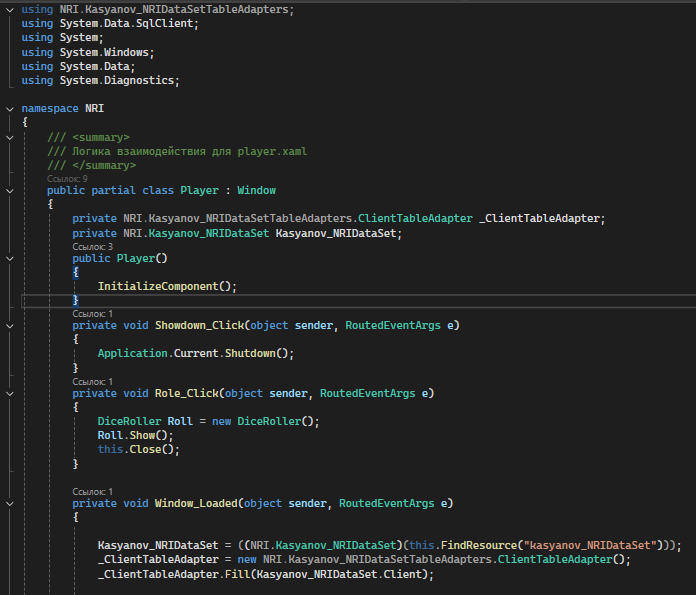 using NRI.Kasyanov_NRIDataSetTableAdapters;
using System.Data.SqlClient;
using System;
using System.Windows;
using System.Data;
using System.Diagnostics;
namespace NRI
{
/// <summary>
/// Логика взаимодействия для player.xaml
/// </summary>
Ссылок: 9
public partial class Player : Window
{
private NRI.Kasyanov_NRIDataSetTableAdapters.ClientTableAdapter _ClientTableAdapter;
private NRI.Kasyanov_NRIDataSet Kasyanov_NRIDataSet;
Ссылок: 3
public Player()
{
InitializeComponent();
}
Ссылок: 1
private void Showdown_Click(object sender, RoutedEventArgs e)
{
Application.Current.Shutdown();
}
Ссылок: 1
private void Role_Click(object sender, RoutedEventArgs e)
{
DiceRoller Roll = new DiceRoller();
Roll.Show();
this.Close();
}
Ссылок: 1
private void Window_Loaded(object sender, RoutedEventArgs e)
{
Kasyanov_NRIDataSet = ((NRI.Kasyanov_NRIDataSet)(this.FindResource("kasyanov_NRIDataSet")));
_ClientTableAdapter = new NRI.Kasyanov_NRIDataSetTableAdapters.ClientTableAdapter();
_ClientTableAdapter.Fill(Kasyanov_NRIDataSet.Client);